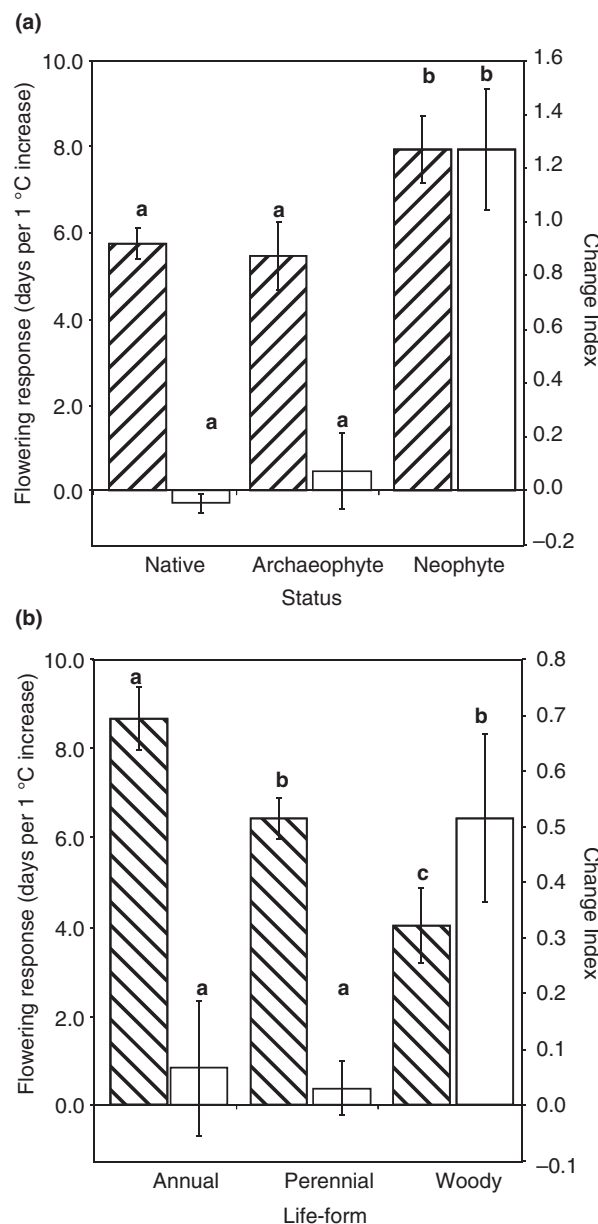 (a)
10.0
8.0
6.0
4.0
2.0
0.0
Flowering response (days per 1 °C increase)
1.6
1.4
1.2
1.0
0.8
0.6
0.4
0.2
0.0
–0.2
Change Index
a
a
a
a
b
b
Native
Archaeophyte
Neophyte
Status
(b)
10.0
8.0
6.0
4.0
2.0
0.0
Flowering response (days per 1 °C increase)
0.8
0.7
0.6
0.5
0.4
0.3
0.2
0.1
0.0
–0.1
Change Index
a
a
b
a
c
b
Annual
Perennial
Woody
Life-form